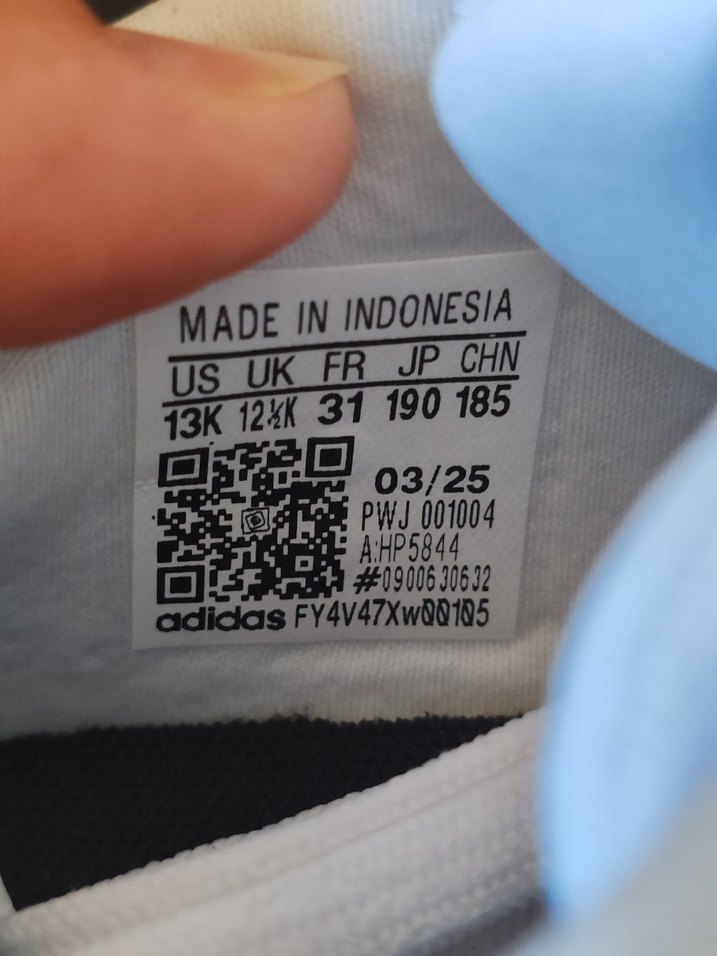 MADE IN INDONESIA
US UK FR JP CHN
13K 12½K 31 190 185
03/25
PWJ 001004
A:HP5844
#0900630632
adidas FY4V47Xw00105